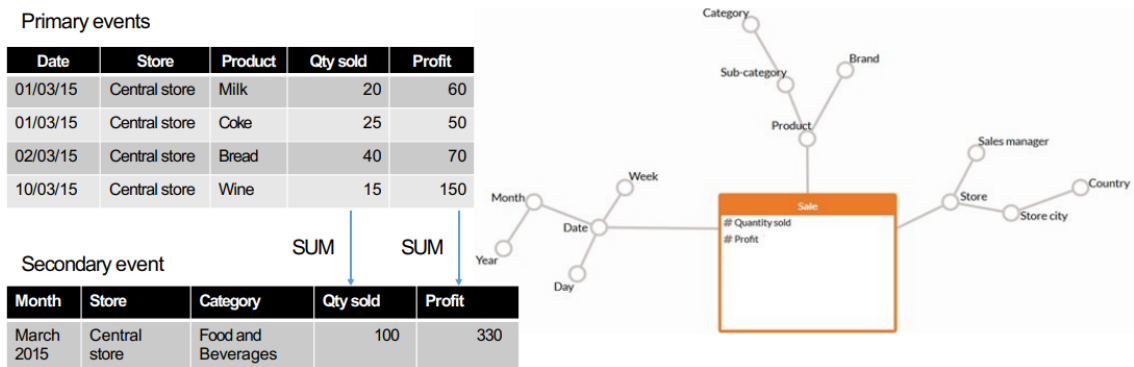 Primary events
Date Store Product Qty sold Profit
01/03/15 Central store Milk 20 60
01/03/15 Central store Coke 25 50
02/03/15 Central store Bread 40 70
10/03/15 Central store Wine 15 150
SUM SUM
Secondary event
Month Store Category Qty sold Profit
March 2015 Central store Food and Beverages 100 330
Category
Sub-category
Brand
Product
Sales manager
Week
Month
Country
Store
Sale
Store city
# Quantity sold
Date
# Profit
Year
Day